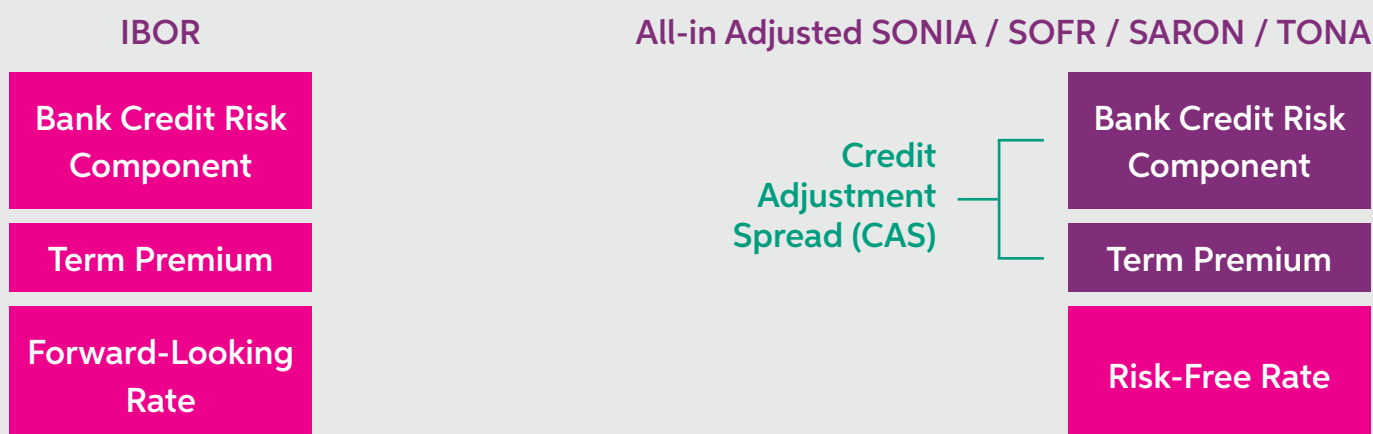 IBOR
Bank Credit Risk
Component
Term Premium
Forward-Looking
Rate
All-in Adjusted SONIA / SOFR / SARON / TONA
Credit
Adjustment
Spread (CAS)
Bank Credit Risk
Component
Term Premium
Risk-Free Rate